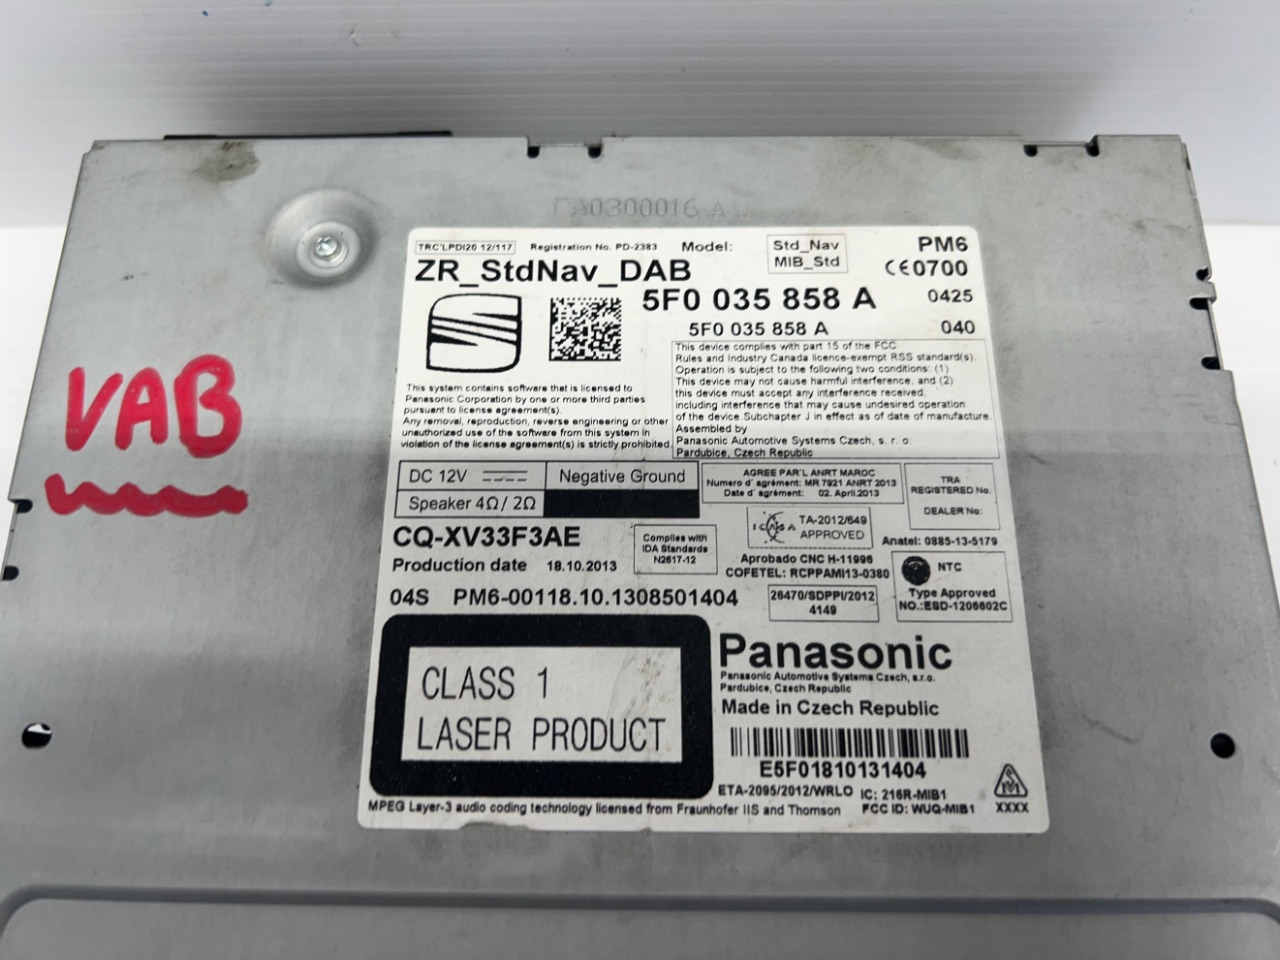 FA0300016 A
TRC'LPDI20 12/117 Registration No. PD-2383 Model: Std_Nav MIB_Std PM6
ZR_StdNav_DAB CE0700
5F0 035 858 A 0425
5F0 035 858 A 040
This device complies with part 15 of the FCC
Rules and Industry Canada licence-exempt RSS standard(s).
Operation is subject to the following two conditions: (1)
This device may not cause harmful interference, and (2)
this device must accept any interference received,
including interference that may cause undesired operation
of the device.Subchapter J in effect as of date of manufacture.
Assembled by
Panasonic Automotive Systems Czech, s. r. o.
Pardubice, Czech Republic
This system contains software that is licensed to
Panasonic Corporation by one or more third parties
pursuant to license agreement(s).
Any removal, reproduction, reverse engineering or other
unauthorized use of the software from this system in
violation of the license agreement(s) is strictly prohibited.
VAB
DC 12V Negative Ground
Speaker 4Ω/ 2Ω
AGREE PAR'L ANRT MAROC
Numero d' agrément: MR 7921 ANRT 2013
Date d' agrément: 02. April.2013
TRA
REGISTERED No:
DEALER No:
CQ-XV33F3AE
Complies with
IDA Standards
N2617-12
ICASA TA-2012/649
APPROVED
Anatel: 0885-13-5179
Production date 18.10.2013
Aprobado CNC H-11996
COFETEL: RCPPAMI13-0380
NTC
Type Approved
NO.:ESD-1206602C
04S PM6-00118.10.1308501404
26470/SDPPI/2012
4149
CLASS 1
LASER PRODUCT
Panasonic
Panasonic Automotive Systems Czech, s.r.o.
Pardubice, Czech Republic
Made in Czech Republic
E5F01810131404
ETA-2095/2012/WRLO IC: 216R-MIB1
MPEG Layer-3 audio coding technology licensed from Fraunhofer IIS and Thomson FCC ID: WUQ-MIB1 XXXX